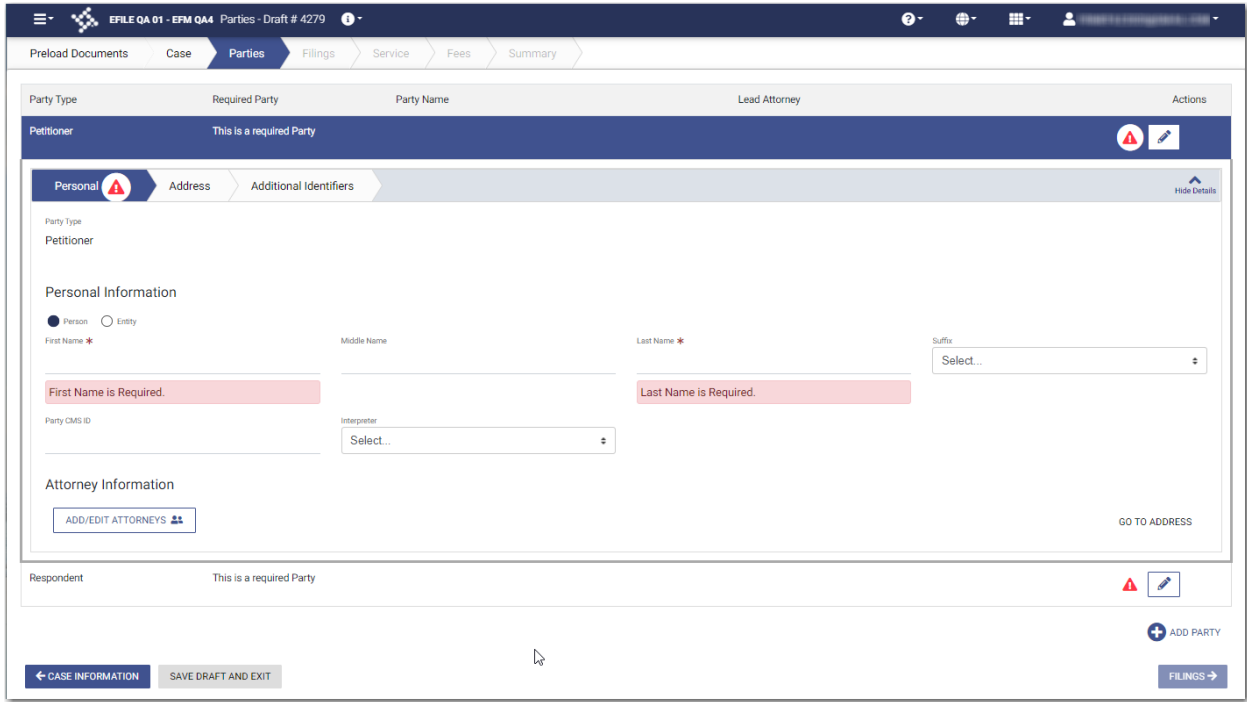 EFILE QA 01 - EFM QA4 Parties - Draft # 4279
Preload Documents Case Parties Filings Service Fees Summary
Party Type Required Party Party Name Lead Attorney Actions
Petitioner This is a required Party
Personal Address Additional Identifiers Hide Details
Party Type
Petitioner
Personal Information
Person Entity
First Name * Middle Name Last Name * Suffix
Select...
First Name is Required. Last Name is Required.
Party CMS ID Interpreter
Select...
Attorney Information
ADD/EDIT ATTORNEYS GO TO ADDRESS
Respondent This is a required Party
ADD PARTY
CASE INFORMATION SAVE DRAFT AND EXIT FILINGS